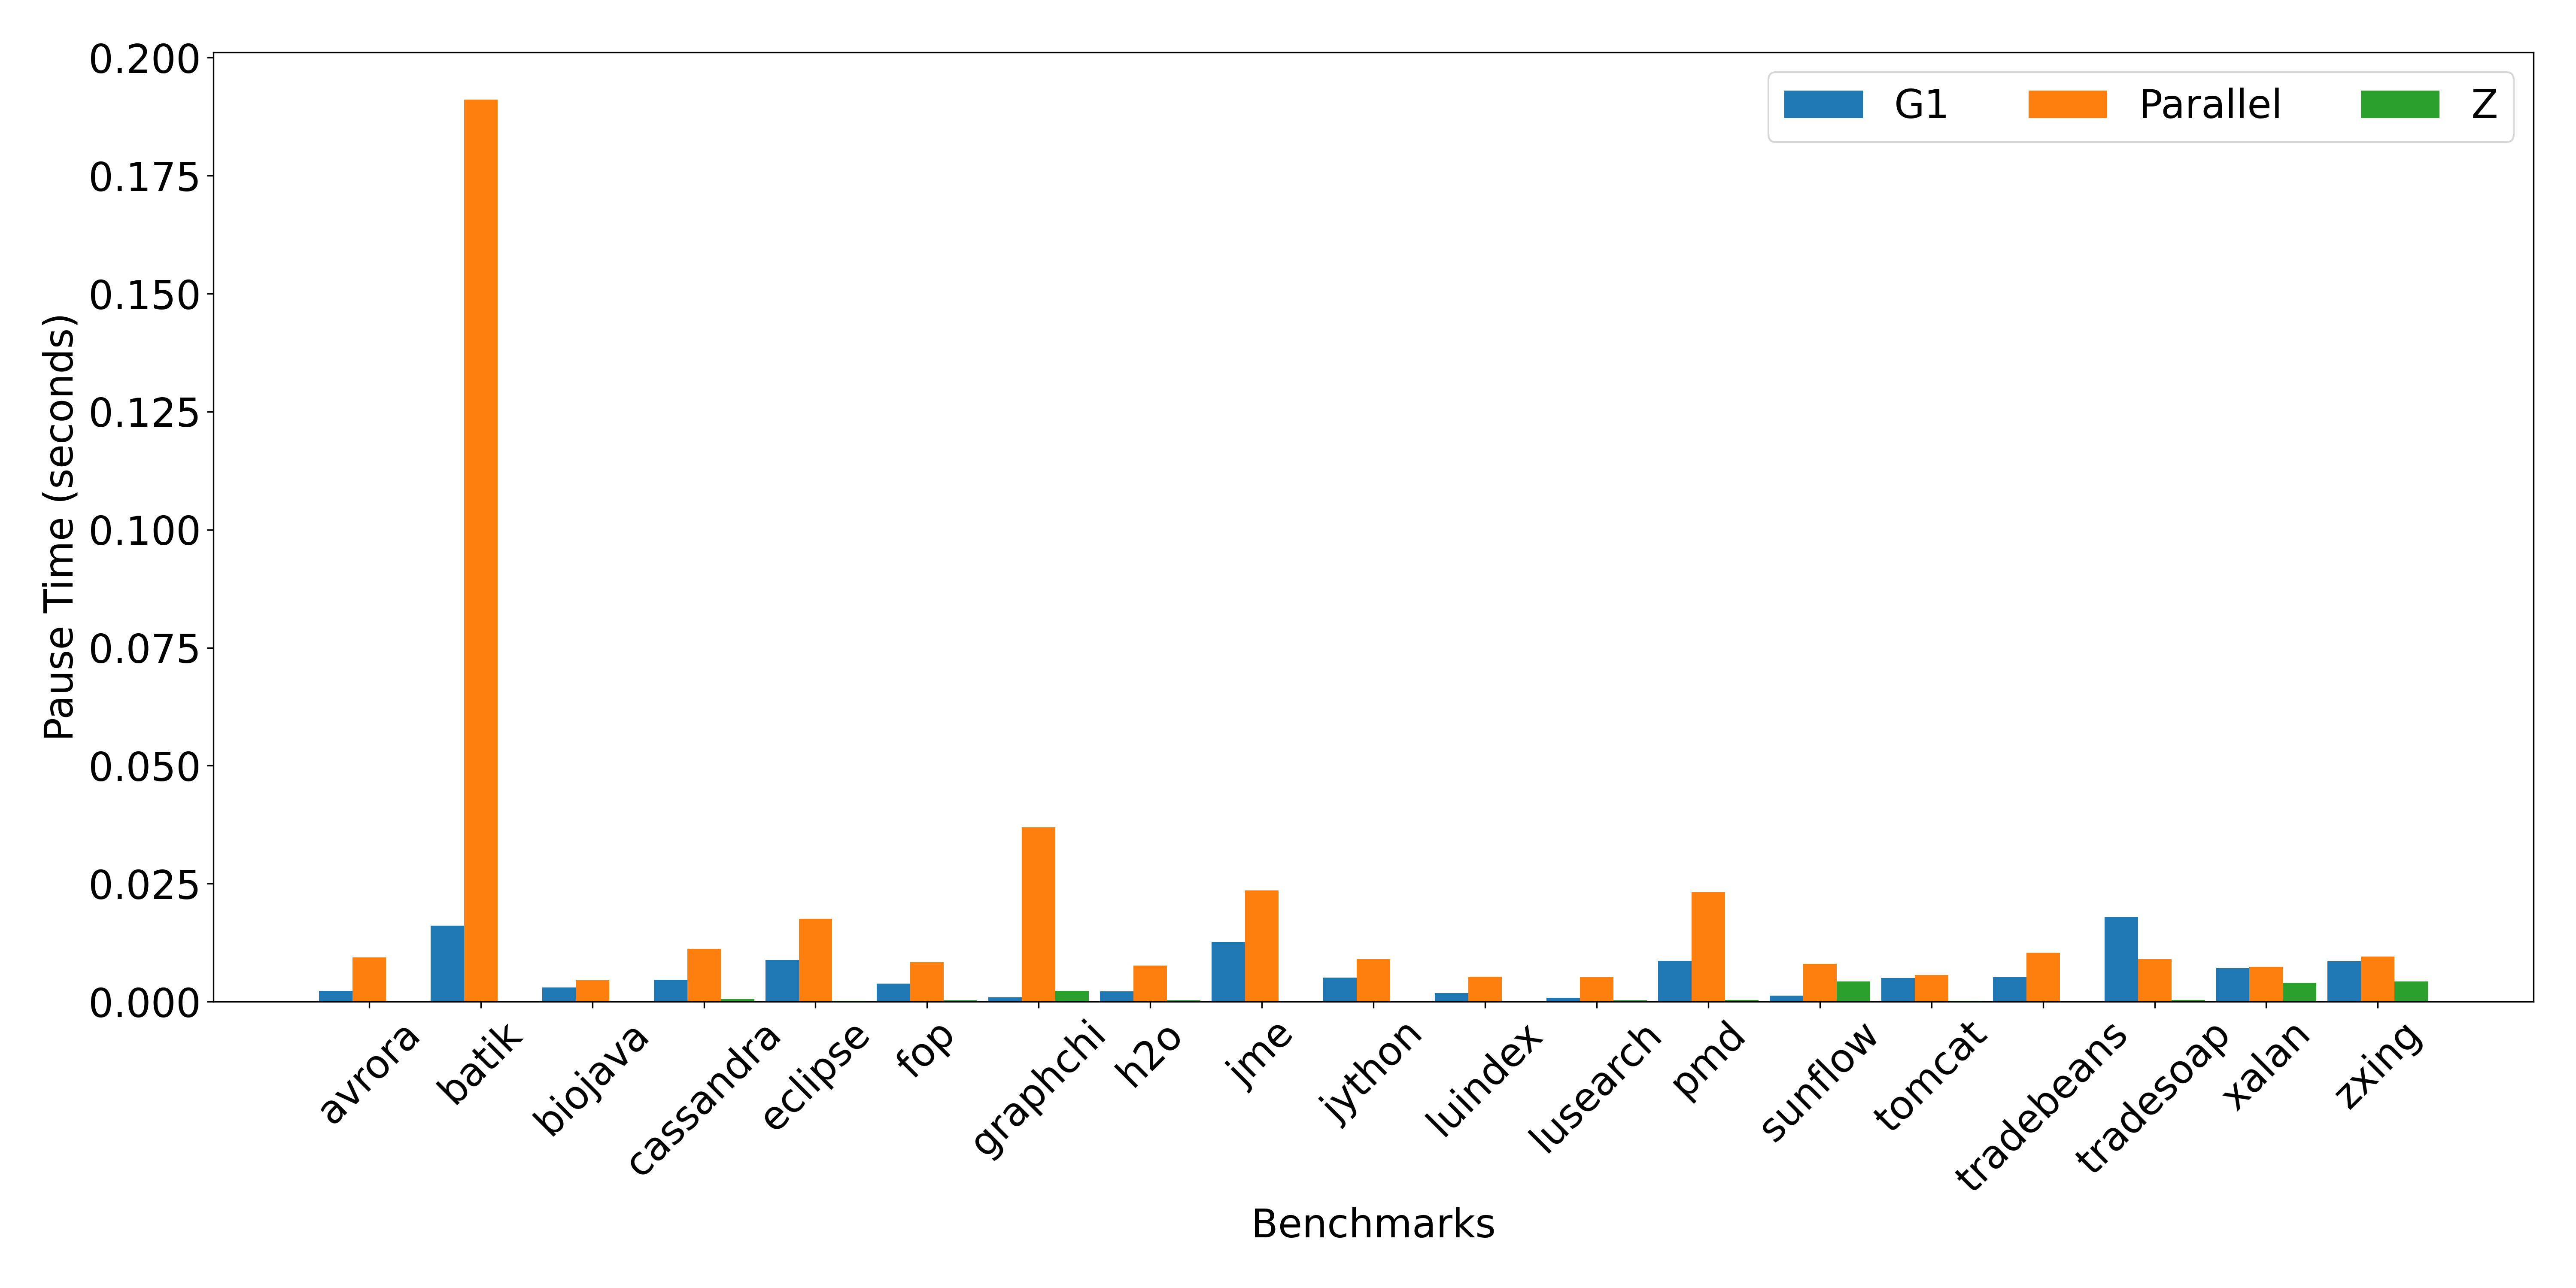 0.200
0.175
0.150
0.125
0.100
0.075
0.050
0.025
0.000
Pause Time (seconds)
G1 Parallel Z
avrora
batik
biojava
cassandra
eclipse
fop
graphchi
h2o
jme
jython
luindex
lusearch
pmd
sunflow
tomcat
tradebeans
tradesoap
xalan
zxing
Benchmarks